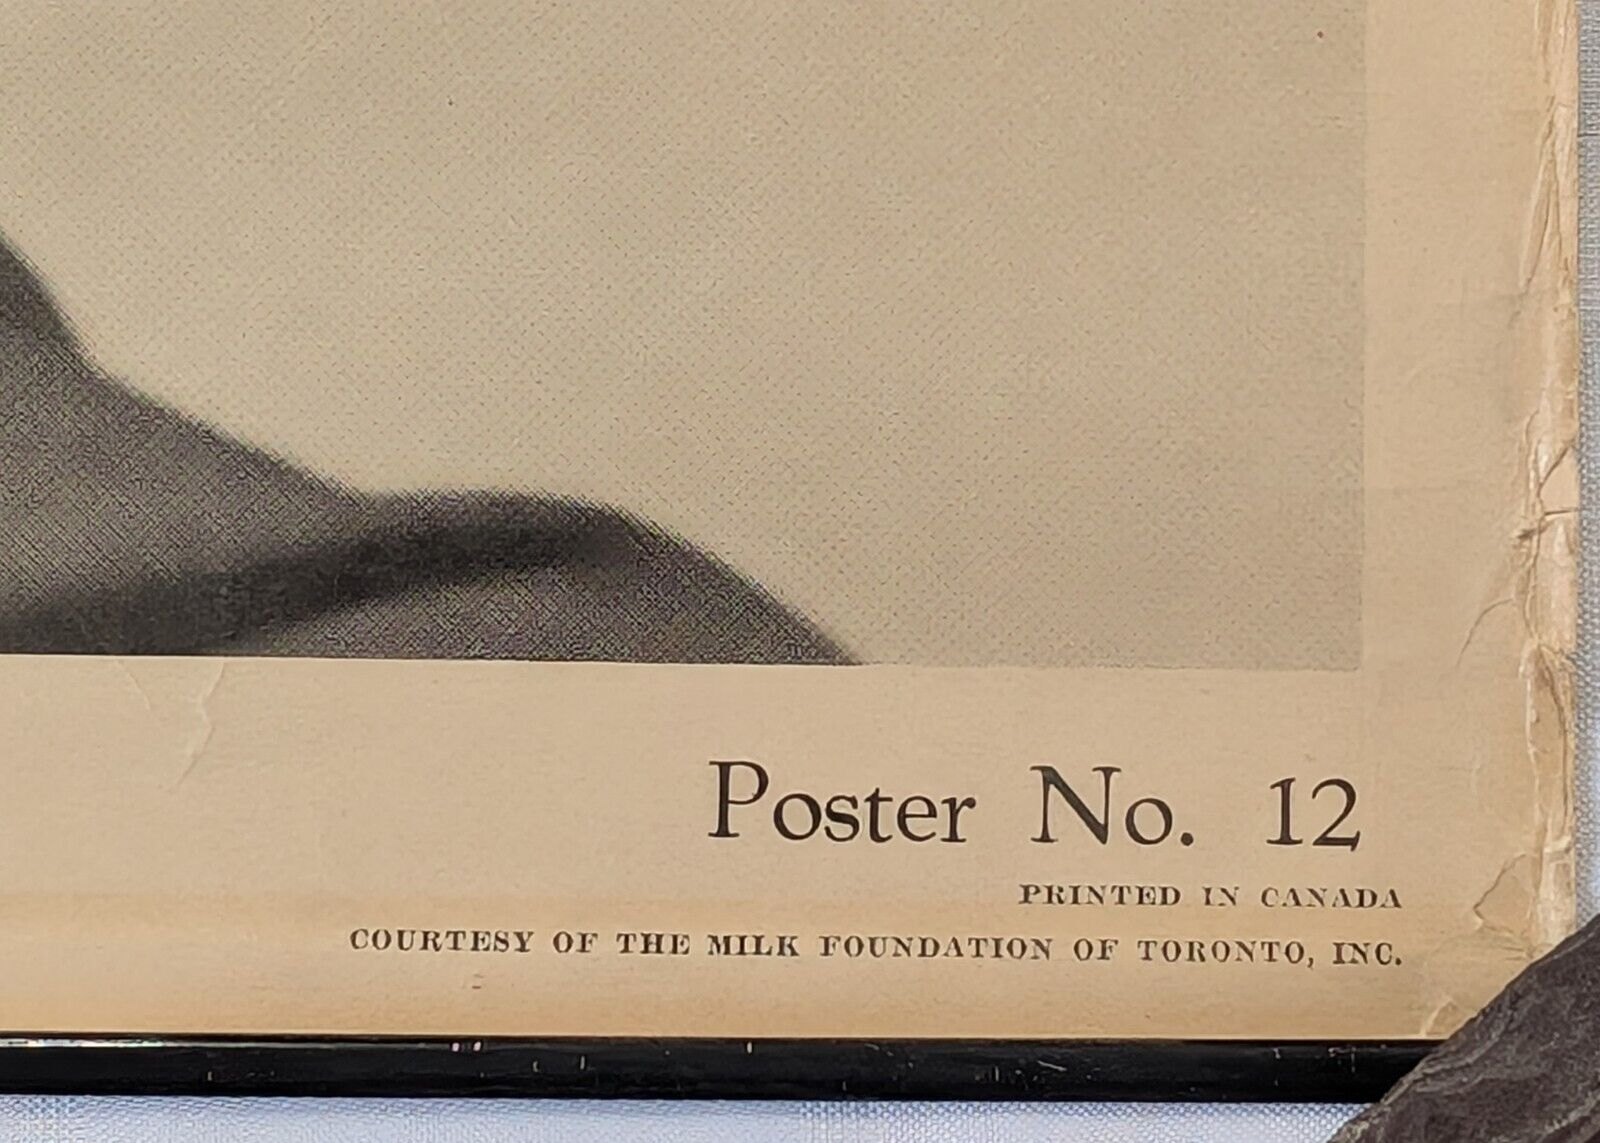 Poster No. 12
PRINTED IN CANADA
COURTESY OF THE MILK FOUNDATION OF TORONTO, INC.